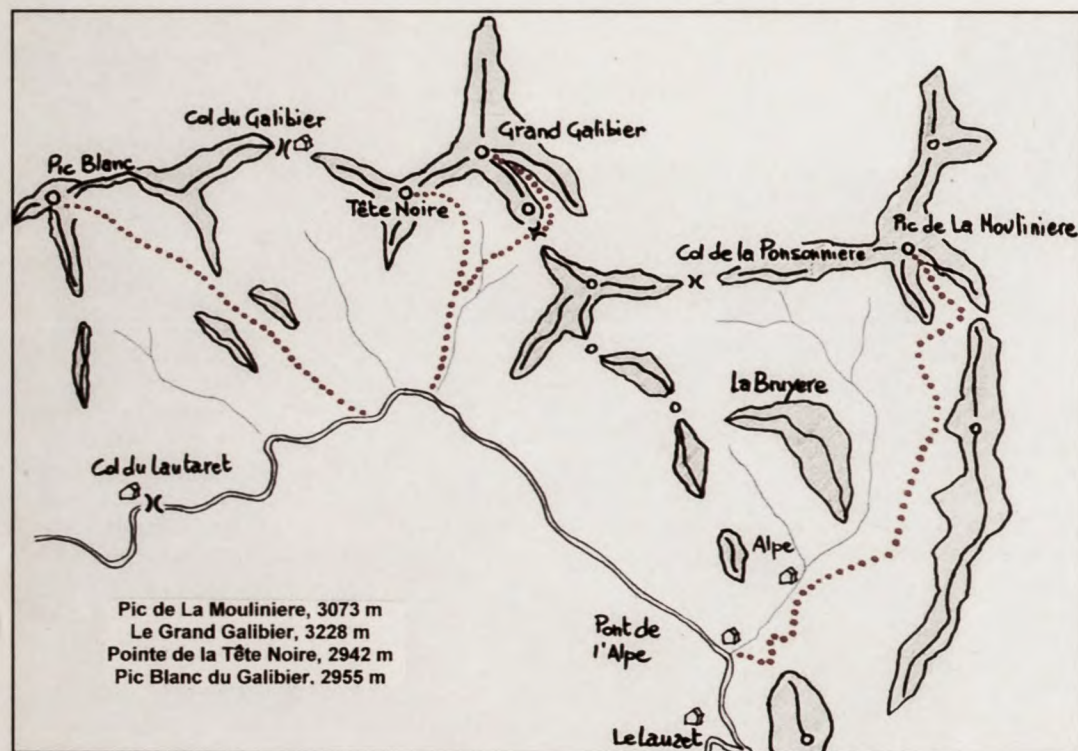 Col du Galibier
Grand Galibier
Pic Blanc
Tête Noire
Pic de La Mouliniere
Col de la Ponsonniere
La Bruyere
Col du Lautaret
Alpe
Pic de La Mouliniere, 3073 m
Le Grand Galibier, 3228 m
Pointe de la Tête Noire, 2942 m
Pic Blanc du Galibier. 2955 m
Pont de
l'Alpe
Le Lauzet